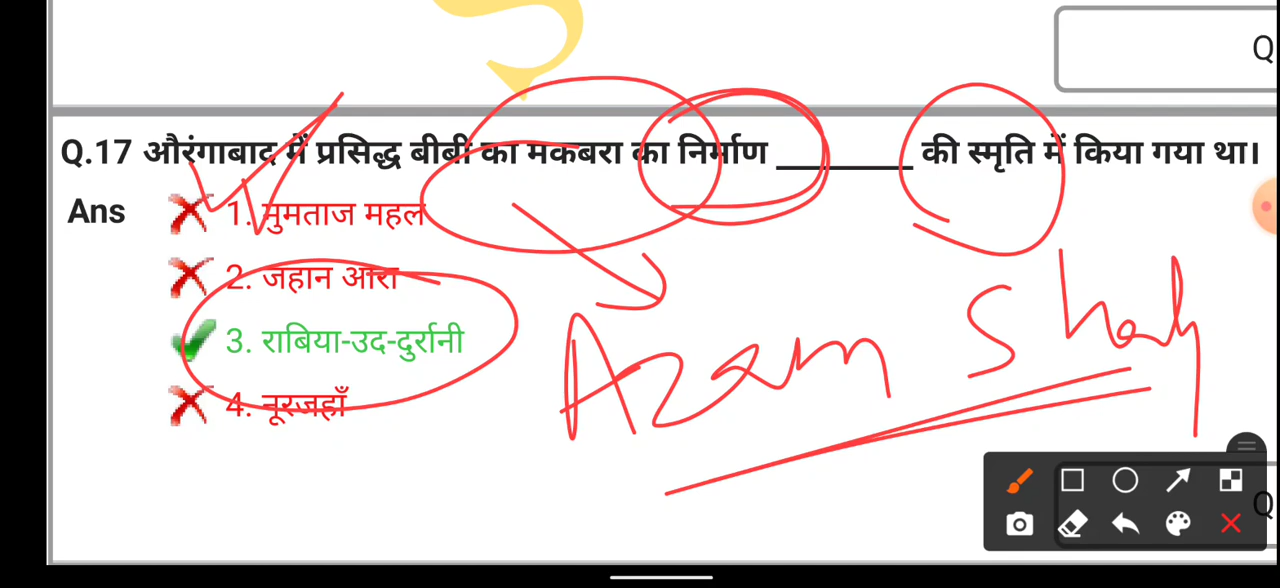 Q
Q.17 औरंगाबाद में प्रसिद्ध बीबी का मकबरा का निर्माण ________ की स्मृति में किया गया था।
Ans 1. मुमताज महल
2. जहान आरा
3. राबिया-उद-दुर्रानी
4. नूरजहाँ
Azam Shah
Q